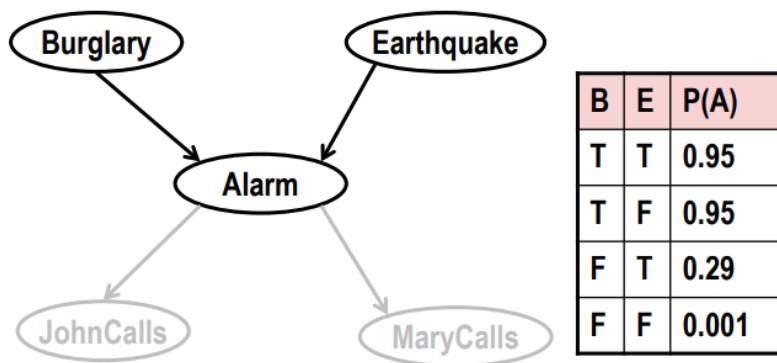 Burglary
Earthquake
Alarm
JohnCalls
MaryCalls
B E P(A)
T T 0.95
T F 0.95
F T 0.29
F F 0.001